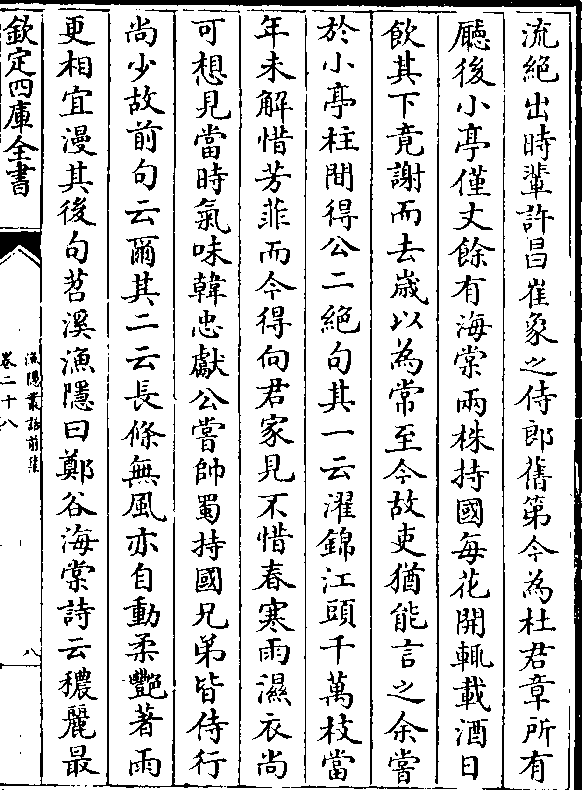 流絶出時輩許昌崔象之侍郎舊第今為杜君章所有
廳後小亭僅丈餘有海棠兩株持國每花開輒載酒日
飲其下竟謝而去歲以為常至今故吏猶能言之余嘗
於小亭柱間得公二絶句其一云濯錦江頭千萬枝當
年未解惜芳菲而今得向君家見不惜春寒雨濕衣尚
可想見當時氣味韓忠獻公嘗帥蜀持國兄弟皆侍行
尚少故前句云爾其二云長條無風亦自動柔艷著雨
更相宜漫其後句苕溪漁隱曰鄭谷海棠詩云穠麗最
欽定四庫全書
漁隱叢話前集
卷二十八
八